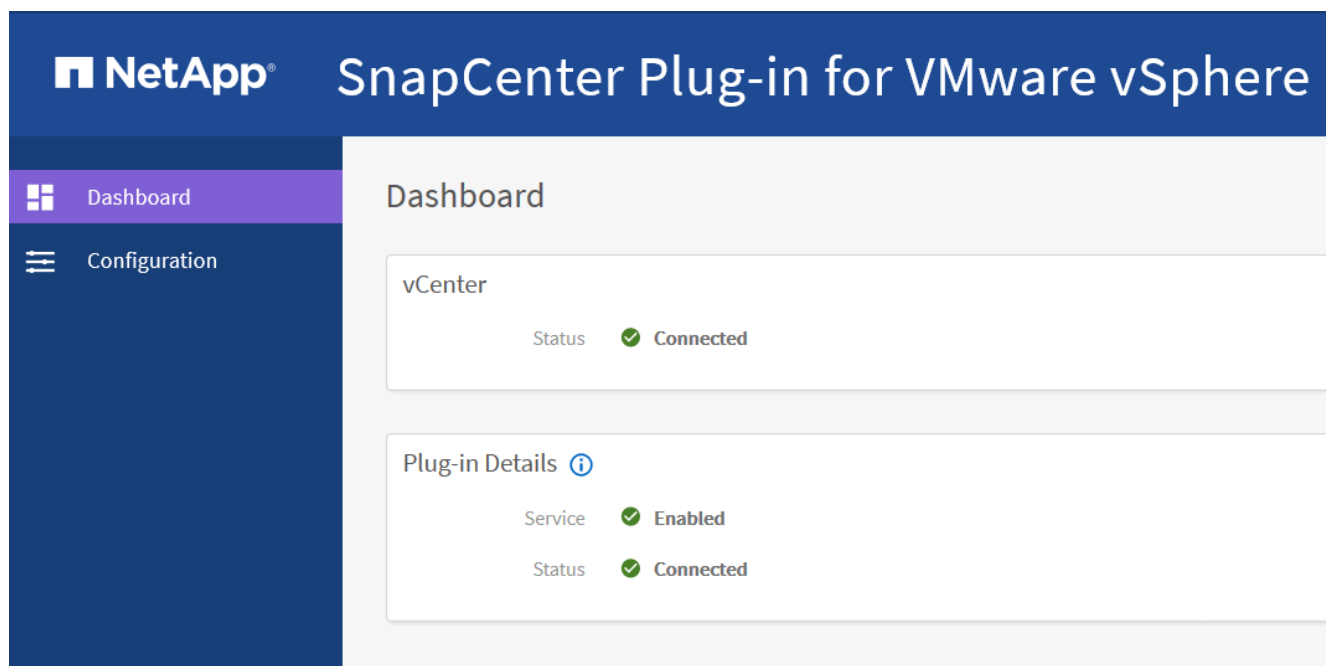 NetApp® SnapCenter Plug-in for VMware vSphere
Dashboard
Configuration
Dashboard
vCenter
Status Connected
Plug-in Details
Service Enabled
Status Connected